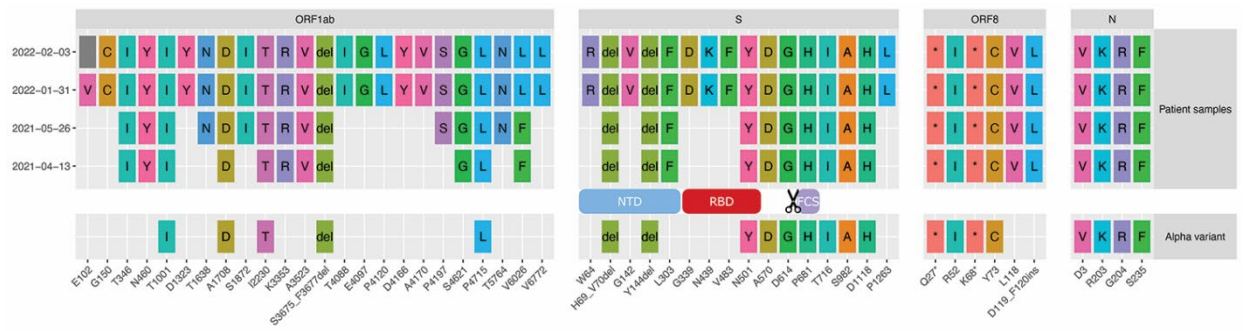 ORF1ab S ORF8 N
2022-02-03 C I Y I Y N D I T R V del I G L Y V S G L N L L R del V del F D K F Y D G H I A H L * I * C V L V K R F
2022-01-31 V C I Y I Y N D I T R V del I G L Y V S G L N L L R del V del F D K F Y D G H I A H L * I * C V L V K R F
Patient samples
2021-05-26 I Y I N D I T R V del S G L N F del del F Y D G H I A H * I * C V L V K R F
2021-04-13 I Y I D T R V del G L F del del F Y D G H I A H * I * C V L V K R F
NTD RBD FCS
I D T del L del del Y D G H I A H * I * C V K R F Alpha variant
E102 G150 T346 N460 T1001 D1323 T1638 A1708 S1872 I2230 K3353 A3523 S3675_F3677del T4088 E4097 P4120 D4166 A4170 P4197 S4621 P4715 T5764 V6026 V6772 W64 H69_V70del G142 Y144del L303 G339 N439 V483 N501 A570 D614 P681 T716 S982 D1118 P1263 Q27* R52 K68* Y73 L118 D119_F120ins D3 R203 G204 S235